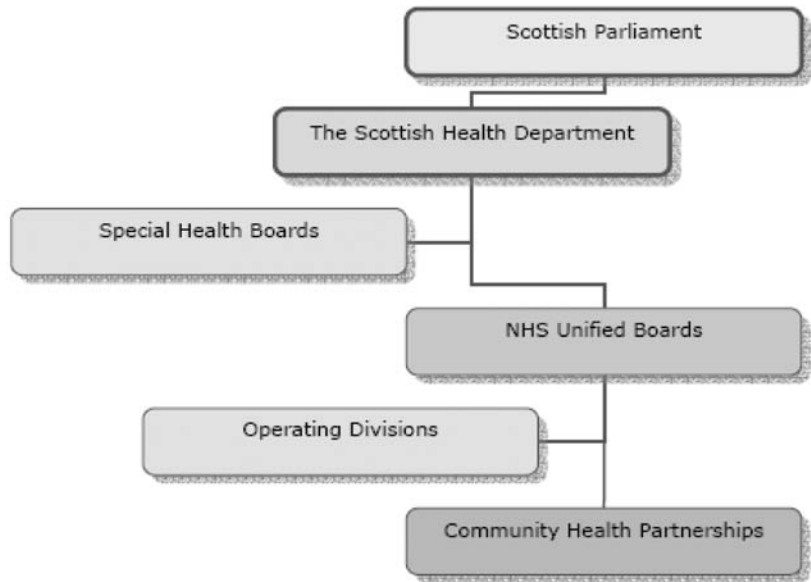 Scottish Parliament
The Scottish Health Department
Special Health Boards
NHS Unified Boards
Operating Divisions
Community Health Partnerships